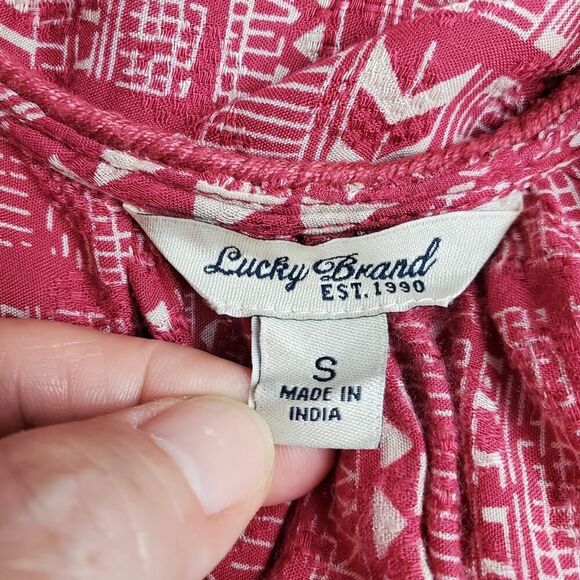 Lucky Brand
EST. 1990
S
MADE IN
INDIA